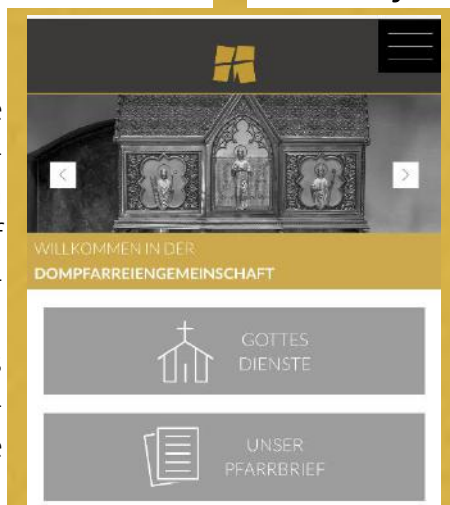 WILLKOMMEN IN DER
DOMPFARREIENGEMEINSCHAFT
GOTTES
DIENSTE
UNSER
PFARRBRIEF